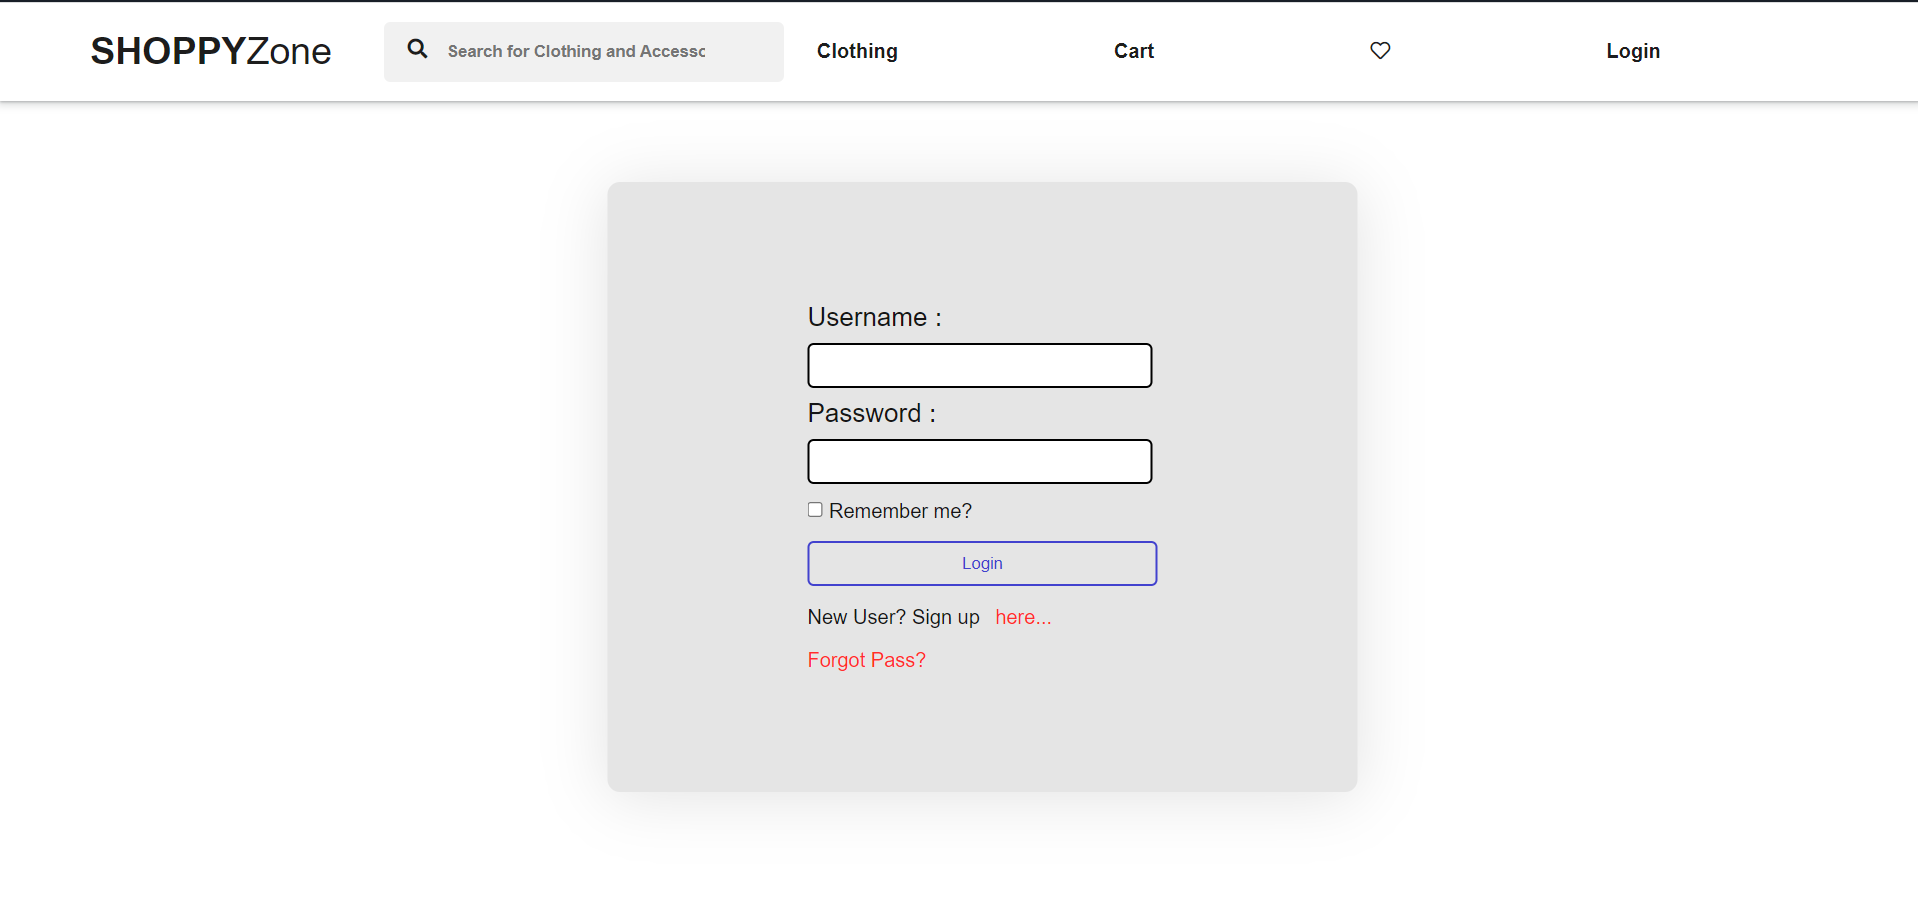 SHOPPYZone
Search for Clothing and Accessc
Clothing
Cart
Login
Username :
Password :
Remember me?
Login
New User? Sign up here...
Forgot Pass?